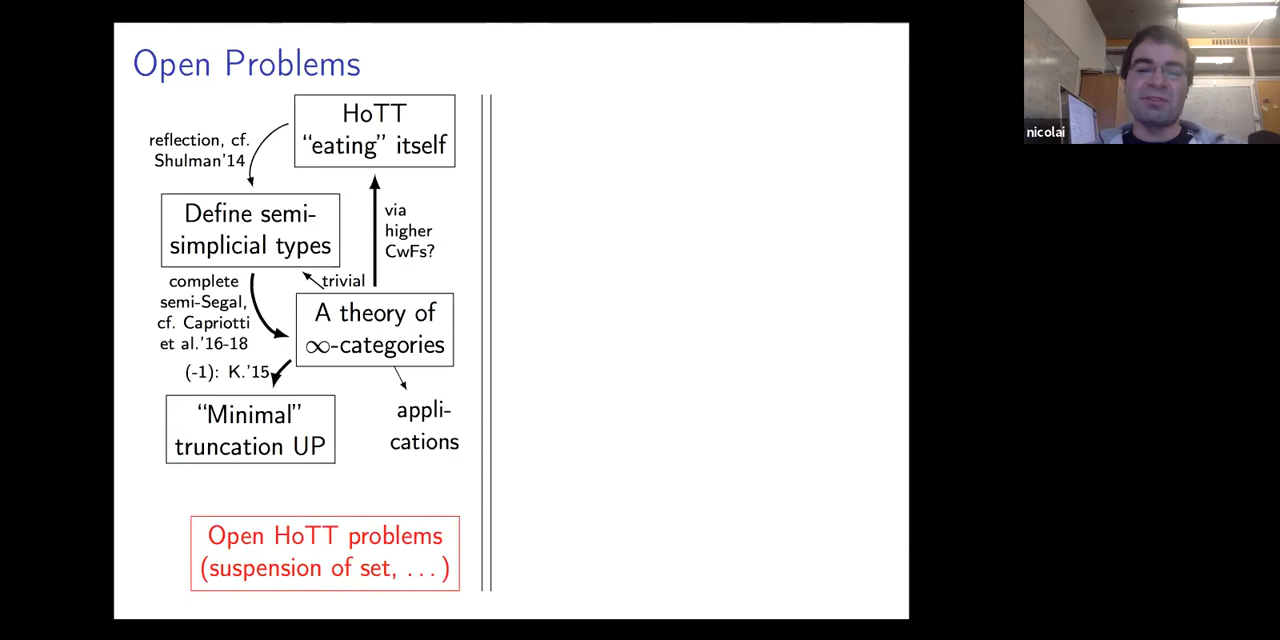 Open Problems
HoTT
“eating” itself
reflection, cf.
Shulman’14
Define semi-
simplicial types
via
higher
CwFs?
trivial
complete
semi-Segal,
cf. Capriotti
et al.’16-18
A theory of
∞-categories
(-1): K.’15
“Minimal”
truncation UP
appli-
cations
Open HoTT problems
(suspension of set, . . . )
nicolai